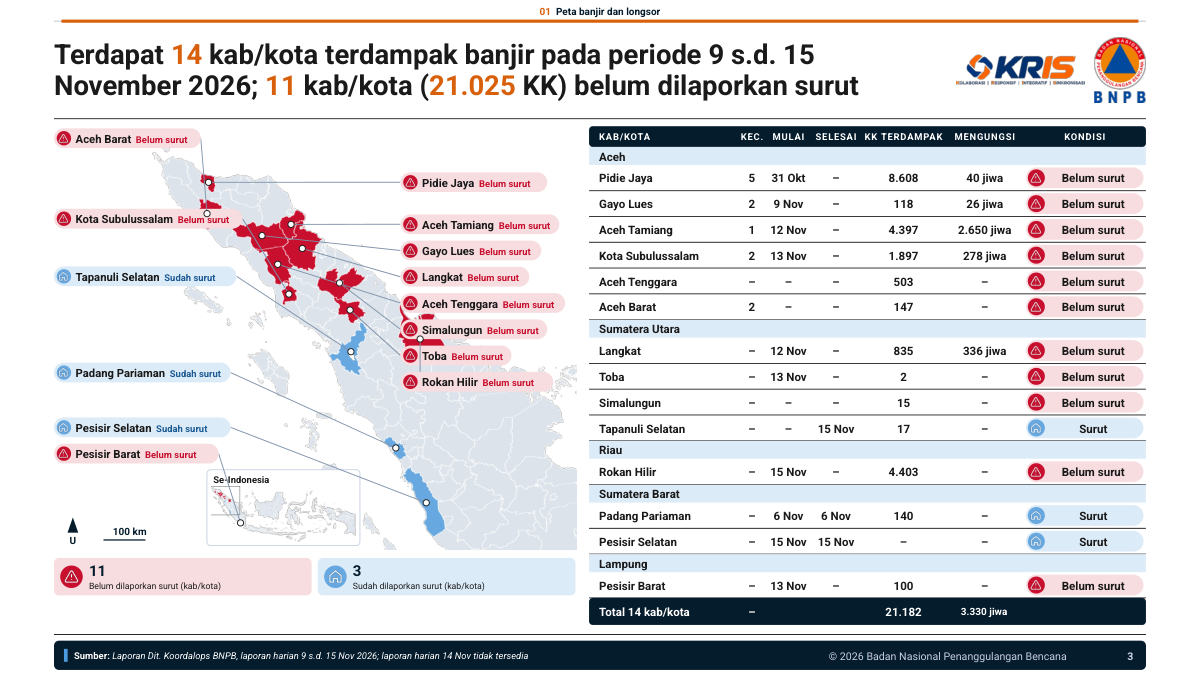 01 Peta banjir dan longsor
Terdapat 14 kab/kota terdampak banjir pada periode 9 s.d. 15
November 2026; 11 kab/kota (21.025 KK) belum dilaporkan surut
KRIS
KOLABORASI | RESPONSIF | INTEGRATIF | SINKRONISASI
BADAN NASIONAL
PENANGGULANGAN BENCANA
BNPB
Aceh Barat Belum surut
Pidie Jaya Belum surut
Kota Subulussalam Belum surut
Aceh Tamiang Belum surut
Gayo Lues Belum surut
Tapanuli Selatan Sudah surut
Langkat Belum surut
Aceh Tenggara Belum surut
Simalungun Belum surut
Toba Belum surut
Padang Pariaman Sudah surut
Rokan Hilir Belum surut
Pesisir Selatan Sudah surut
Pesisir Barat Belum surut
Se-Indonesia
U
100 km
11
Belum dilaporkan surut (kab/kota)
3
Sudah dilaporkan surut (kab/kota)
KAB/KOTA KEC. MULAI SELESAI KK TERDAMPAK MENGUNGSI KONDISI
Aceh
Pidie Jaya 5 31 Okt – 8.608 40 jiwa Belum surut
Gayo Lues 2 9 Nov – 118 26 jiwa Belum surut
Aceh Tamiang 1 12 Nov – 4.397 2.650 jiwa Belum surut
Kota Subulussalam 2 13 Nov – 1.897 278 jiwa Belum surut
Aceh Tenggara – – – 503 – Belum surut
Aceh Barat 2 – – 147 – Belum surut
Sumatera Utara
Langkat – 12 Nov – 835 336 jiwa Belum surut
Toba – 13 Nov – 2 – Belum surut
Simalungun – – – 15 – Belum surut
Tapanuli Selatan – – 15 Nov 17 – Surut
Riau
Rokan Hilir – 15 Nov – 4.403 – Belum surut
Sumatera Barat
Padang Pariaman – 6 Nov 6 Nov 140 – Surut
Pesisir Selatan – 15 Nov 15 Nov – – Surut
Lampung
Pesisir Barat – 13 Nov – 100 – Belum surut
Total 14 kab/kota – 21.182 3.330 jiwa
Sumber: Laporan Dit. Koordalops BNPB, laporan harian 9 s.d. 15 Nov 2026; laporan harian 14 Nov tidak tersedia
© 2026 Badan Nasional Penanggulangan Bencana
3